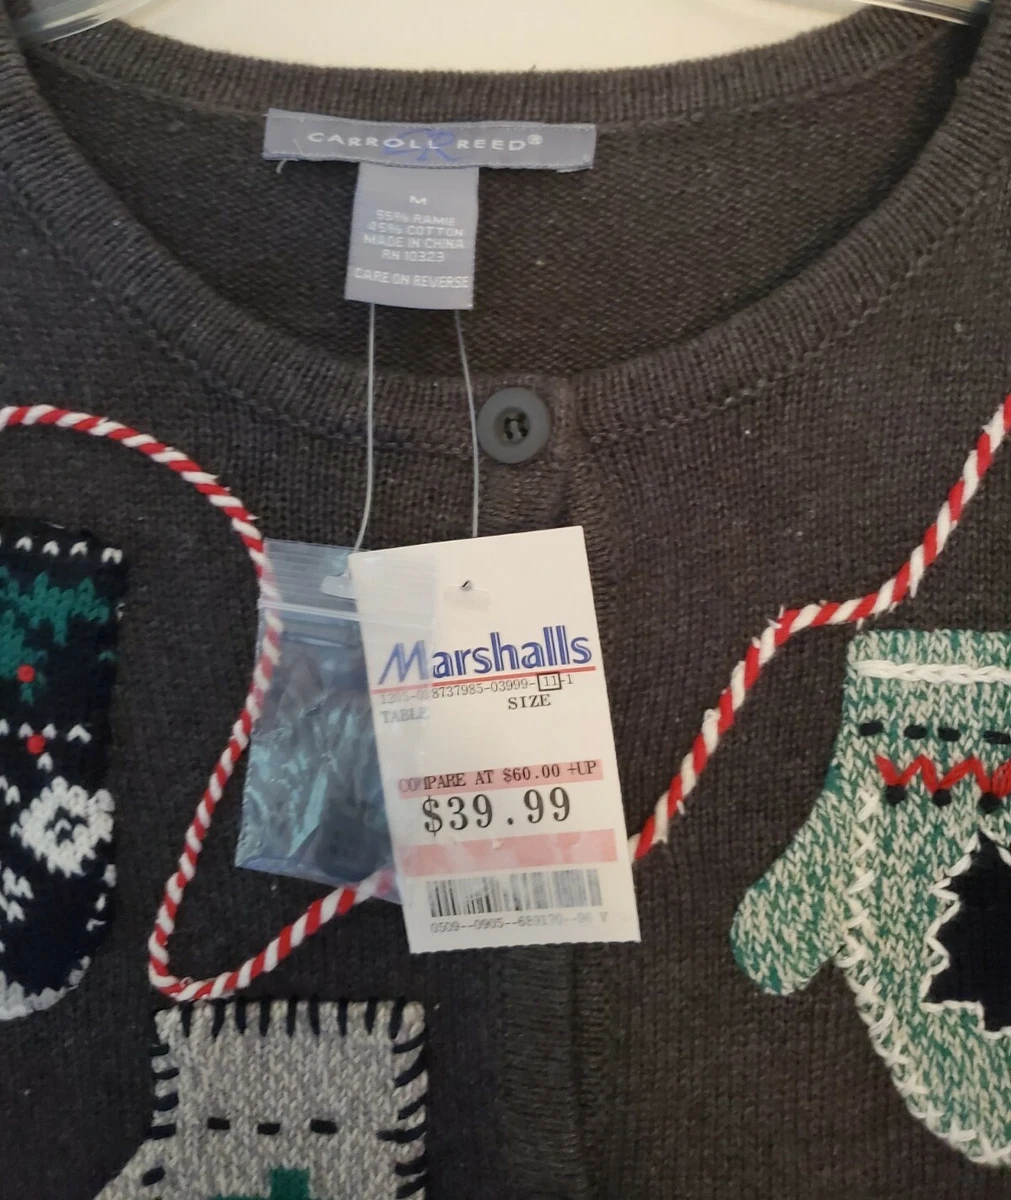 CARROLL REED®
CR
M
55% RAMIE
45% COTTON
MADE IN CHINA
RN 10323
CARE ON REVERSE
Marshalls
8737985-03999-11-1
TABLE SIZE
COMPARE AT $60.00 +UP
$39.99